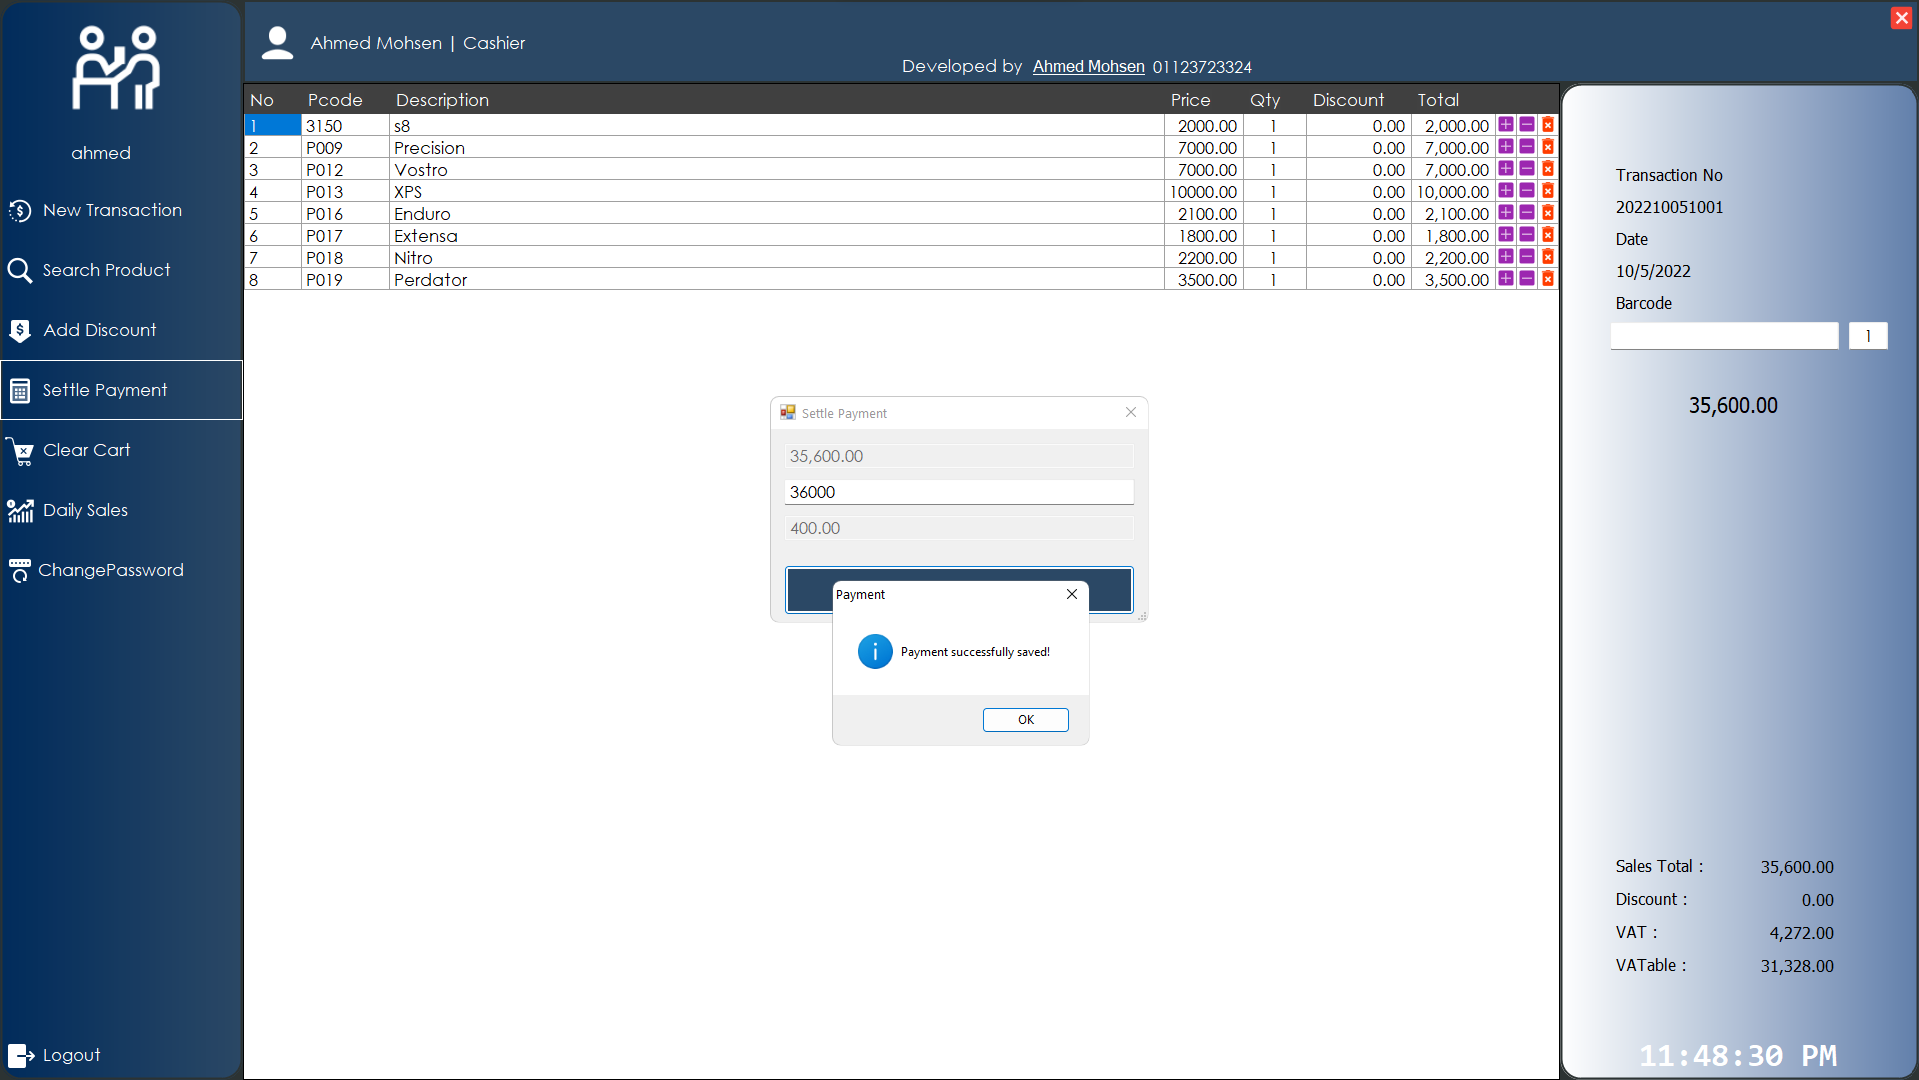 ahmed
New Transaction
Search Product
Add Discount
Settle Payment
Clear Cart
Daily Sales
ChangePassword
Logout
Ahmed Mohsen | Cashier
Developed by Ahmed Mohsen 01123723324
No Pcode Description Price Qty Discount Total
1 3150 s8 2000.00 1 0.00 2,000.00
2 P009 Precision 7000.00 1 0.00 7,000.00
3 P012 Vostro 7000.00 1 0.00 7,000.00
4 P013 XPS 10000.00 1 0.00 10,000.00
5 P016 Enduro 2100.00 1 0.00 2,100.00
6 P017 Extensa 1800.00 1 0.00 1,800.00
7 P018 Nitro 2200.00 1 0.00 2,200.00
8 P019 Perdator 3500.00 1 0.00 3,500.00
Settle Payment
35,600.00
36000
400.00
Payment
Payment successfully saved!
OK
Transaction No
202210051001
Date
10/5/2022
Barcode
1
35,600.00
Sales Total : 35,600.00
Discount : 0.00
VAT : 4,272.00
VATable : 31,328.00
11:48:30 PM